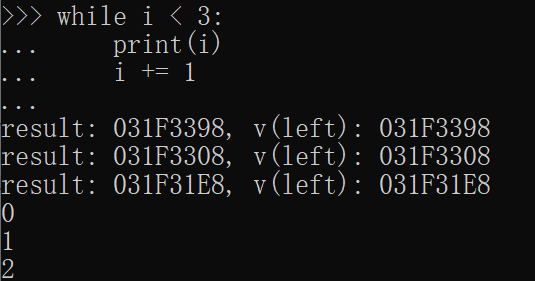 >>> while i < 3:
...     print(i)
...     i += 1
...
result: 031F3398, v(left): 031F3398
result: 031F3308, v(left): 031F3308
result: 031F31E8, v(left): 031F31E8
0
1
2